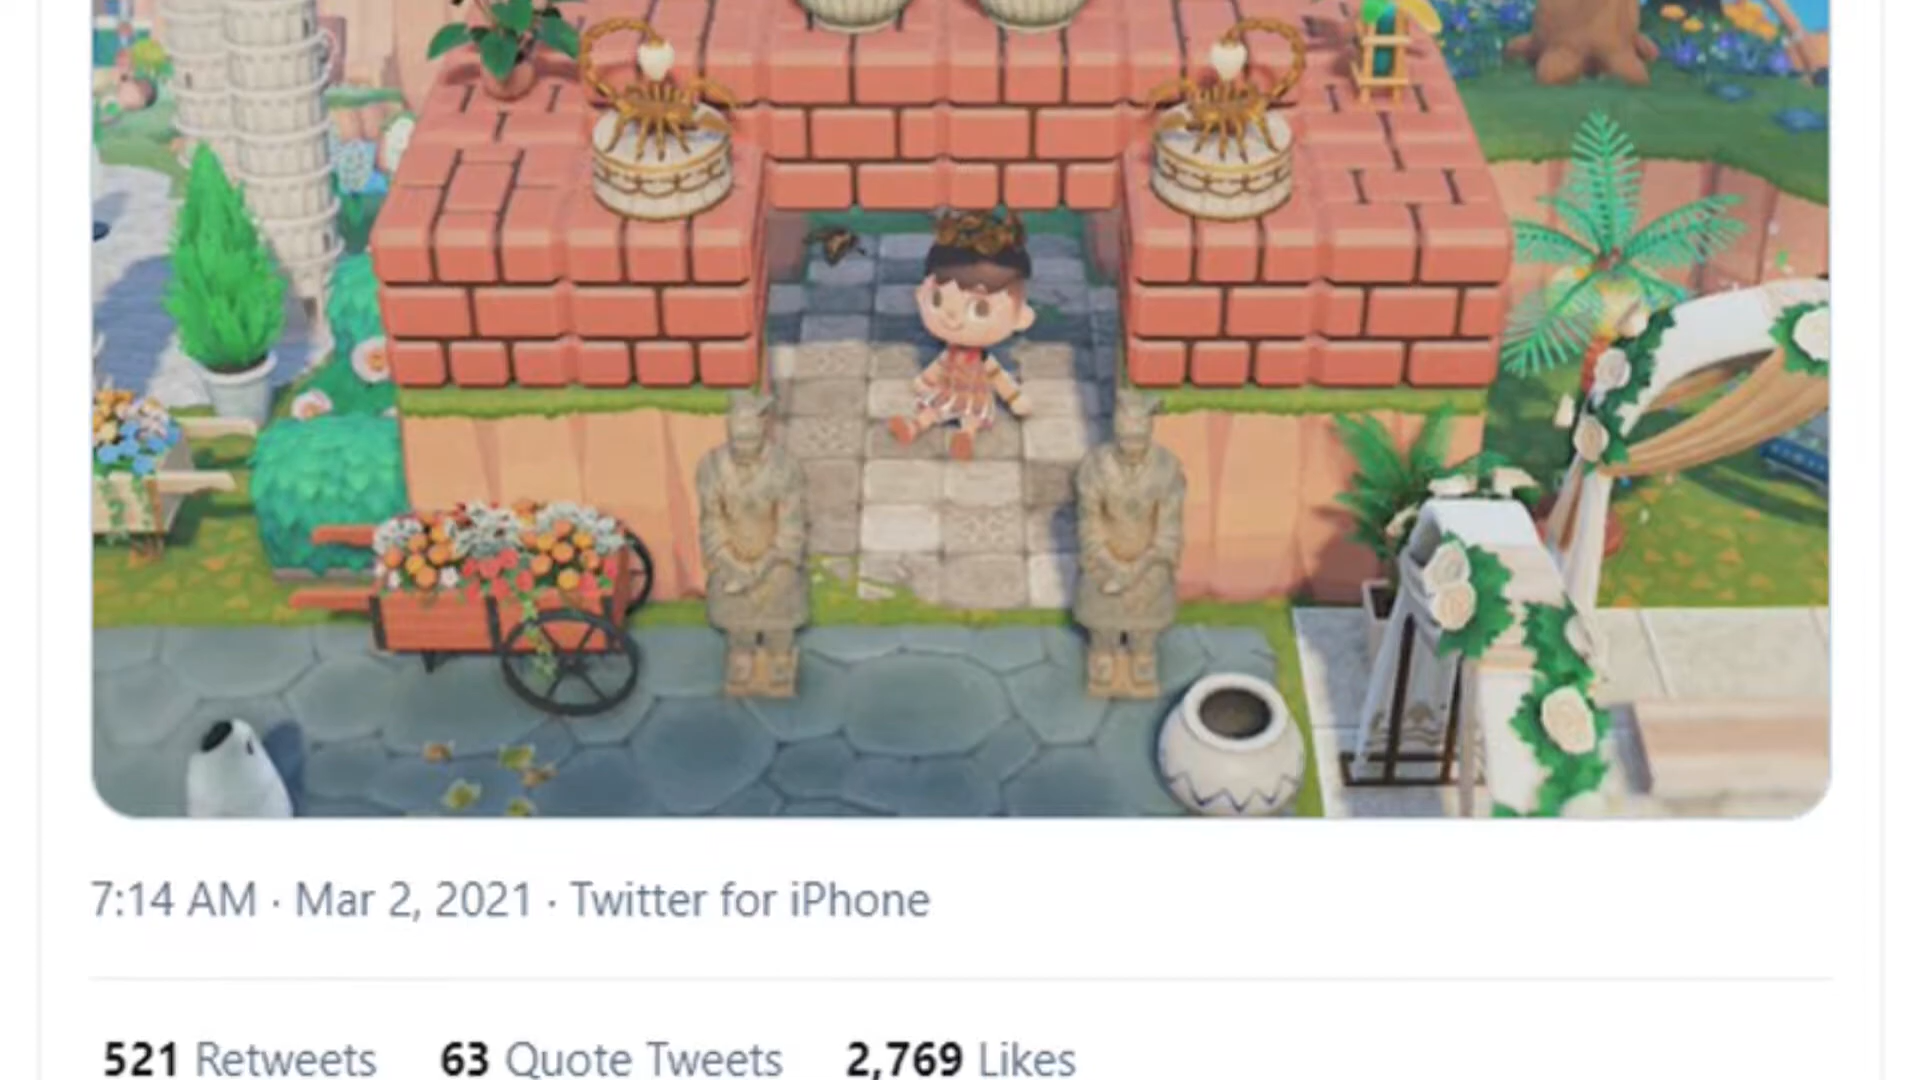 7:14 AM · Mar 2, 2021 · Twitter for iPhone
521 Retweets 63 Quote Tweets 2,769 Likes